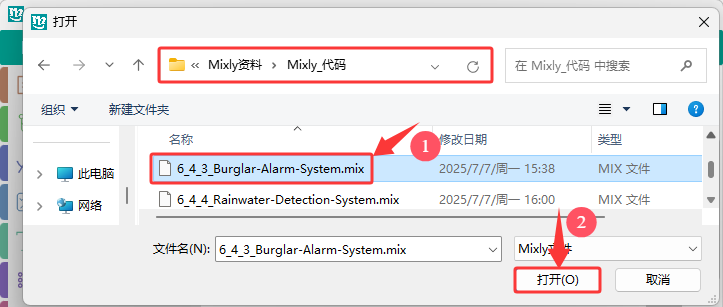 打开
Mixly资料 > Mixly_代码
在 Mixly_代码 中搜索
组织 新建文件夹
1
名称 修改日期 类型
此电脑 6_4_3_Burglar-Alarm-System.mix 2025/7/7/周一 15:38 MIX 文件
网络 6_4_4_Rainwater-Detection-System.mix 2025/7/7/周一 16:00 MIX 文件
2
文件名(N): 6_4_3_Burglar-Alarm-System.mix Mixly文件
打开(O) 取消